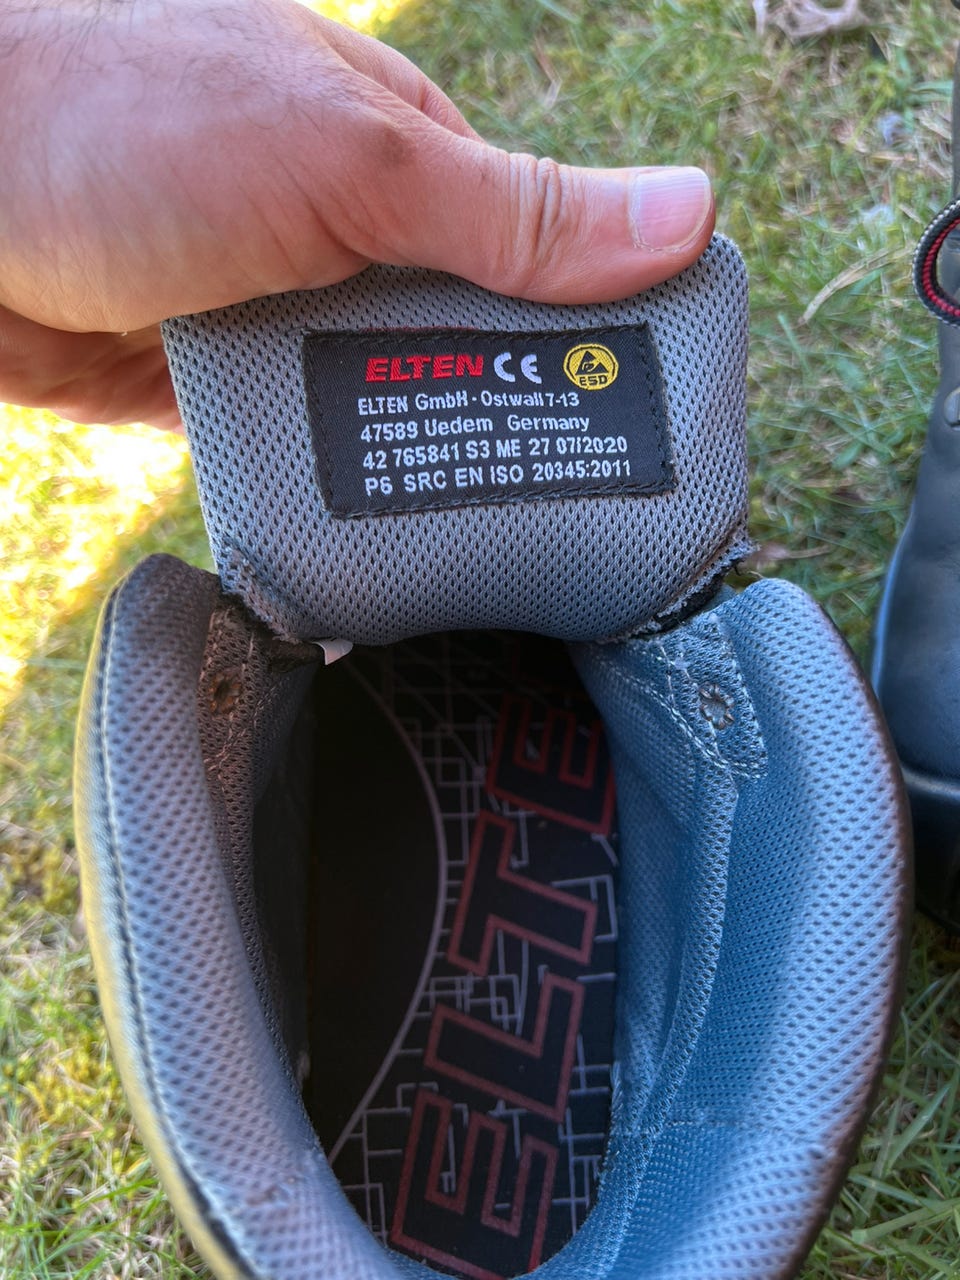 ELTEN CE ESD
ELTEN GmbH · Ostwall 7-13
47589 Uedem Germany
42 765841 S3 ME 27 07/2020
P6 SRC EN ISO 20345:2011
ELTE